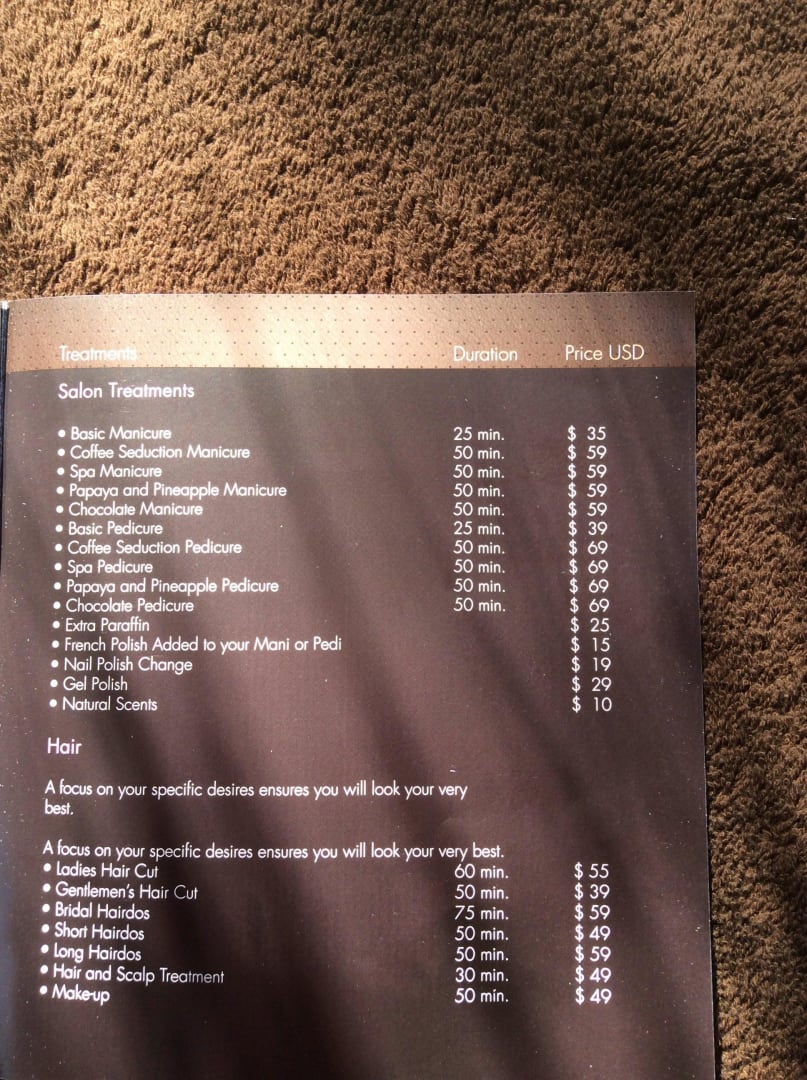 Treatments Duration Price USD
Salon Treatments
• Basic Manicure 25 min. $ 35
• Coffee Seduction Manicure 50 min. $ 59
• Spa Manicure 50 min. $ 59
• Papaya and Pineapple Manicure 50 min. $ 59
• Chocolate Manicure 50 min. $ 59
• Basic Pedicure 25 min. $ 39
• Coffee Seduction Pedicure 50 min. $ 69
• Spa Pedicure 50 min. $ 69
• Papaya and Pineapple Pedicure 50 min. $ 69
• Chocolate Pedicure 50 min. $ 69
• Extra Paraffin $ 25
• French Polish Added to your Mani or Pedi $ 15
• Nail Polish Change $ 19
• Gel Polish $ 29
• Natural Scents $ 10
Hair
A focus on your specific desires ensures you will look your very
best.
A focus on your specific desires ensures you will look your very best.
• Ladies Hair Cut 60 min. $ 55
• Gentlemen's Hair Cut 50 min. $ 39
• Bridal Hairdos 75 min. $ 59
• Short Hairdos 50 min. $ 49
• Long Hairdos 50 min. $ 59
• Hair and Scalp Treatment 30 min. $ 49
• Make-up 50 min. $ 49